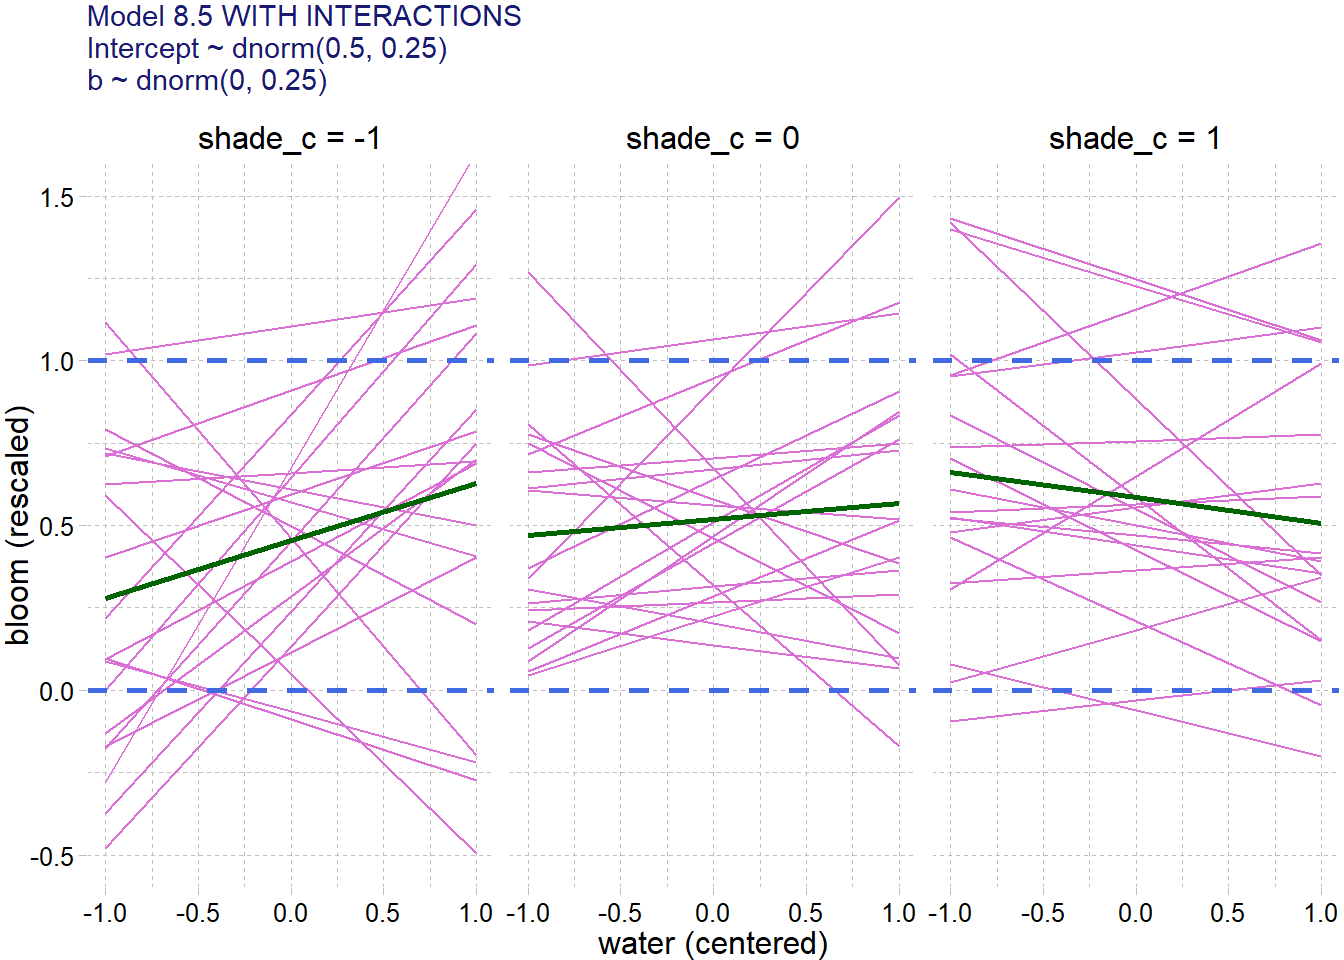 Model 8.5 WITH INTERACTIONS
Intercept ~ dnorm(0.5, 0.25)
b ~ dnorm(0, 0.25)
shade_c = -1
shade_c = 0
shade_c = 1
bloom (rescaled)
1.5
1.0
0.5
0.0
-0.5
-1.0 -0.5 0.0 0.5 1.0
-1.0 -0.5 0.0 0.5 1.0
-1.0 -0.5 0.0 0.5 1.0
water (centered)